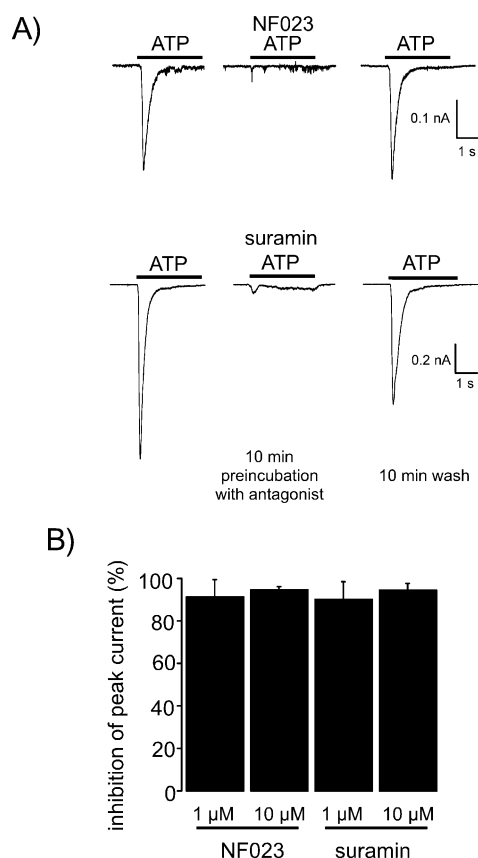 A)
NF023
ATP ATP ATP
0.1 nA
1 s
suramin
ATP ATP ATP
0.2 nA
1 s
10 min
preincubation
with antagonist
10 min wash
B)
inhibition of peak current (%)
100
80
60
40
20
0
1 µM 10 µM 1 µM 10 µM
NF023 suramin